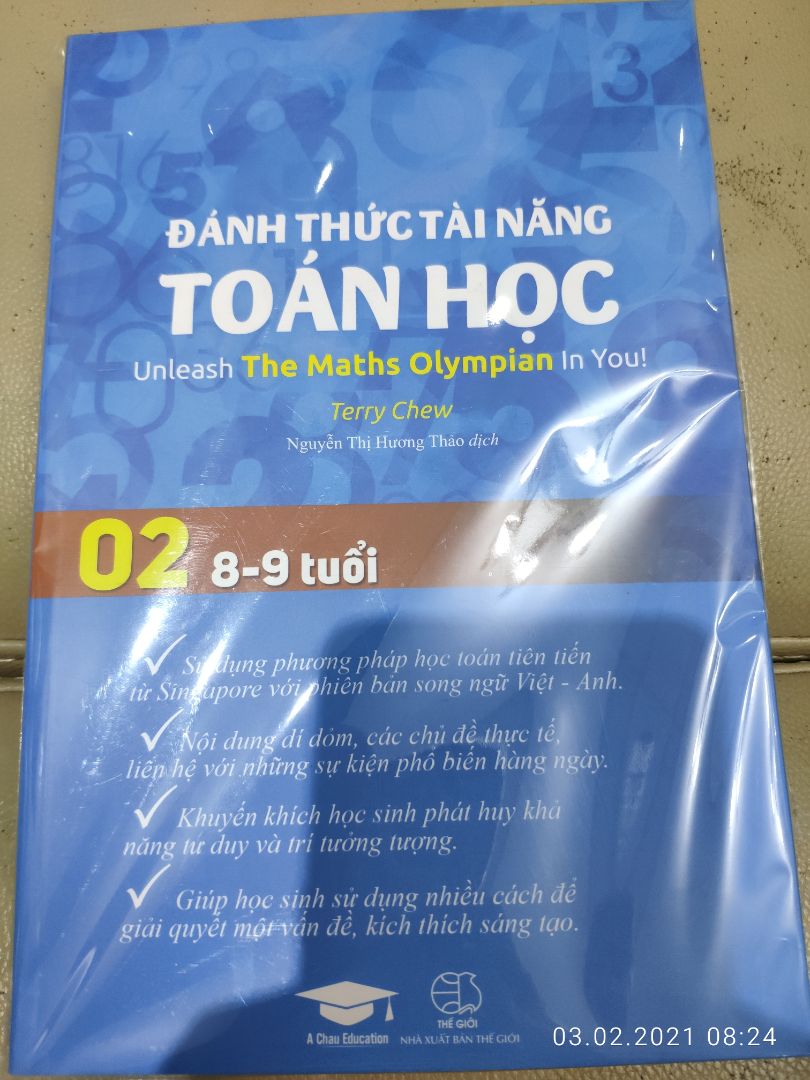 3
5
ĐÁNH THỨC TÀI NĂNG
TOÁN HỌC
Unleash The Maths Olympian In You!
Terry Chew
Nguyễn Thị Hương Thảo dịch
02 8-9 tuổi
Sử dụng phương pháp học toán tiên tiến
từ Singapore với phiên bản song ngữ Việt - Anh.
Nội dung dí dỏm, các chủ đề thực tế,
liên hệ với những sự kiện phổ biến hàng ngày.
Khuyến khích học sinh phát huy khả
năng tư duy và trí tưởng tượng.
Giúp học sinh sử dụng nhiều cách để
giải quyết một vấn đề, kích thích sáng tạo.
A Chau Education
THẾ GIỚI
NHÀ XUẤT BẢN THẾ GIỚI
03.02.2021 08:24